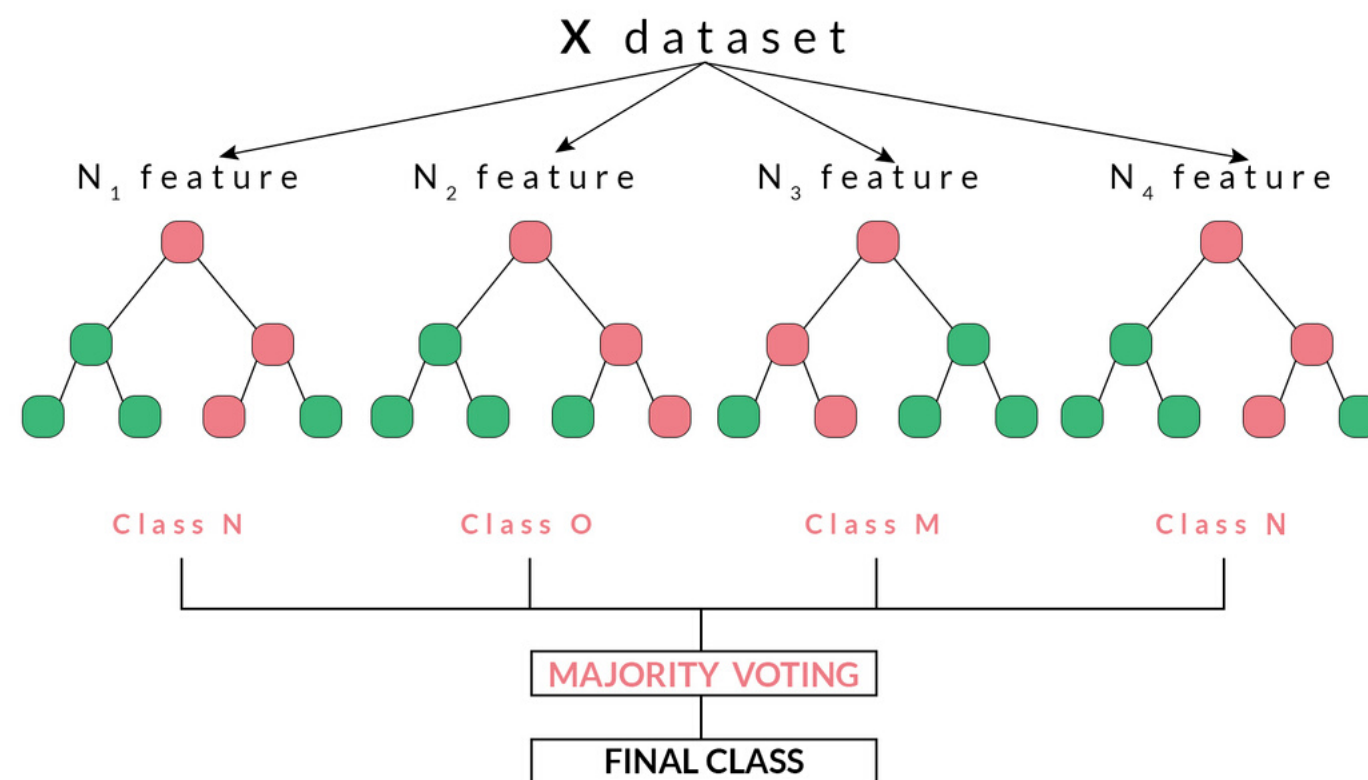 X dataset
N₁ feature N₂ feature N₃ feature N₄ feature
Class N Class O Class M Class N
MAJORITY VOTING
FINAL CLASS